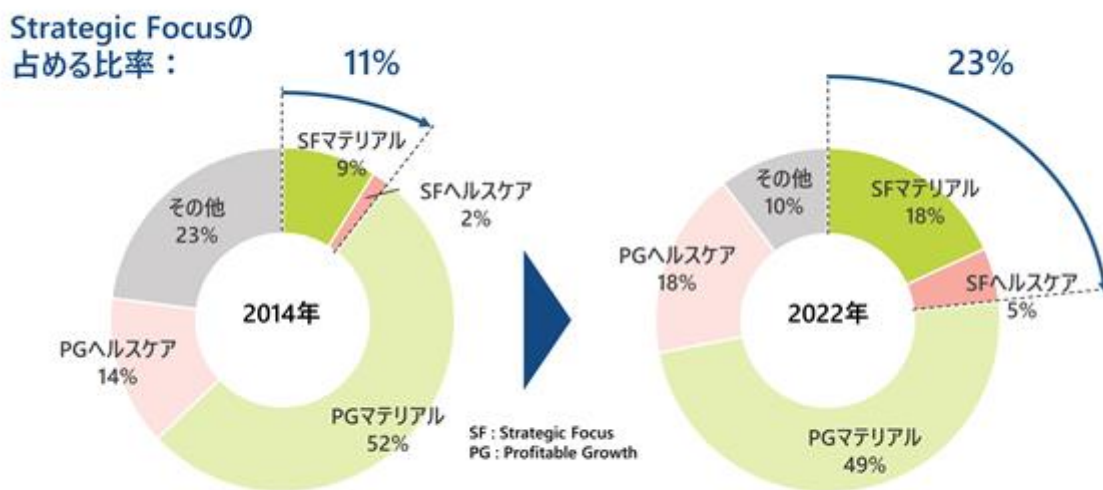 Strategic Focusの
占める比率：
11%
23%
SFマテリアル
9%
SFヘルスケア
2%
その他
23%
PGヘルスケア
14%
2014年
PGマテリアル
52%
SF : Strategic Focus
PG : Profitable Growth
その他
10%
SFマテリアル
18%
PGヘルスケア
18%
SFヘルスケア
5%
2022年
PGマテリアル
49%